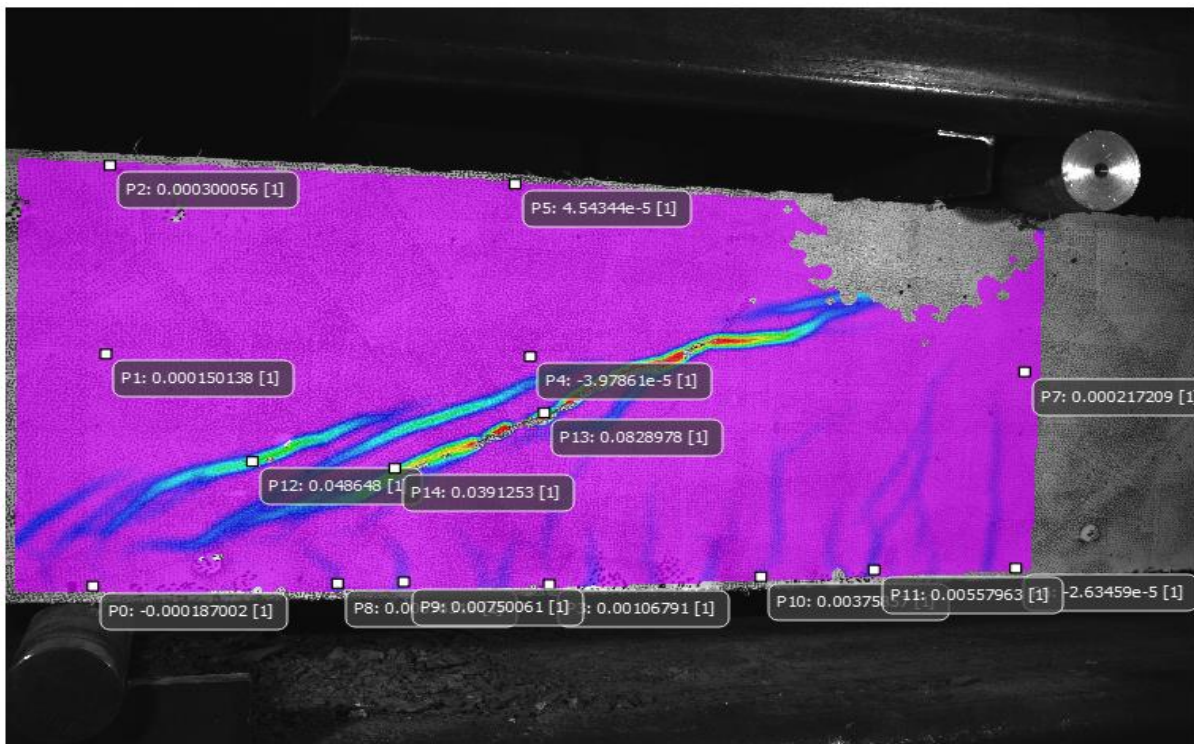 P2: 0.000300056 [1]
P5: 4.54344e-5 [1]
P1: 0.000150138 [1]
P4: -3.97861e-5 [1]
P7: 0.000217209 [1
P13: 0.0828978 [1]
P12: 0.048648 [1]
P14: 0.0391253 [1]
P0: -0.000187002 [1]
P8: 0.00
P9: 0.00750061 [1]
3: 0.00106791 [1]
P10: 0.00375
P11: 0.00557963 [1]
-2.63459e-5 [1]